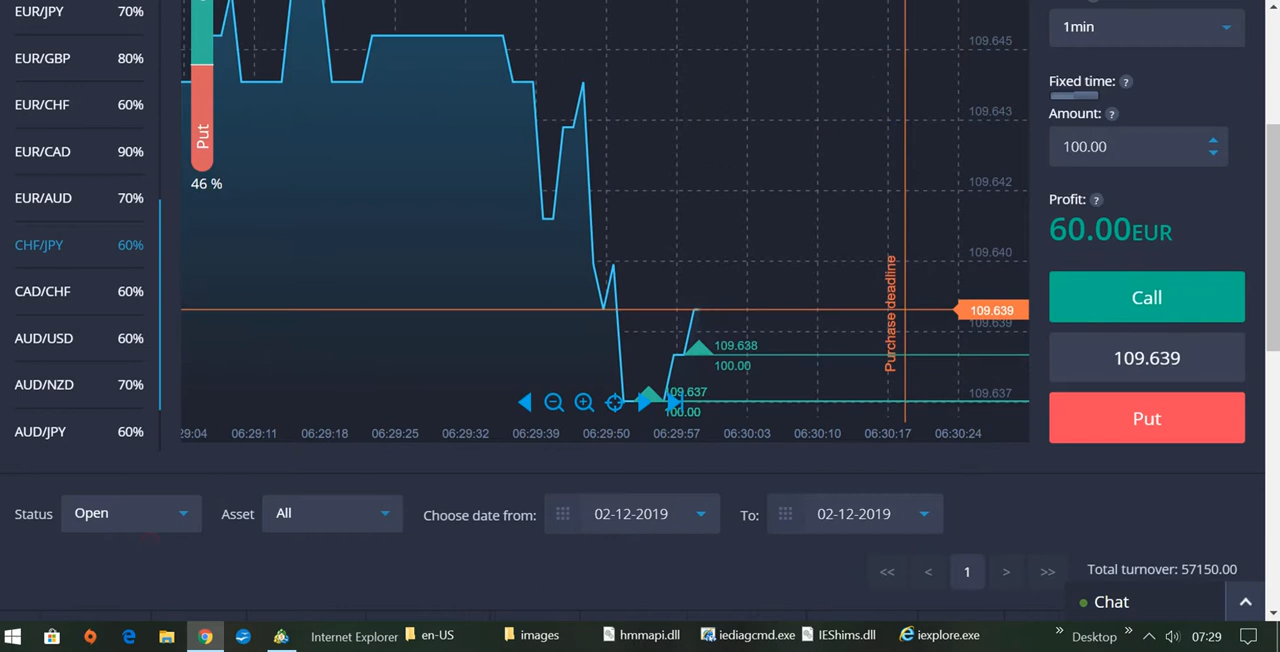 EUR/JPY 70%
EUR/GBP 80%
EUR/CHF 60%
EUR/CAD 90%
EUR/AUD 70%
CHF/JPY 60%
CAD/CHF 60%
AUD/USD 60%
AUD/NZD 70%
AUD/JPY 60%
Put
46 %
109.645
109.643
109.642
109.640
109.639
109.639
109.637
Purchase deadline
109.638
100.00
109.637
100.00
29:04 06:29:11 06:29:18 06:29:25 06:29:32 06:29:39 06:29:50 06:29:57 06:30:03 06:30:10 06:30:17 06:30:24
1min
Fixed time: ?
Amount: ?
100.00
Profit: ?
60.00EUR
Call
109.639
Put
Status Open Asset All Choose date from: 02-12-2019 To: 02-12-2019
<< < 1 > >> Total turnover: 57150.00
Chat
Internet Explorer en-US images hmmapi.dll iediagcmd.exe IEShims.dll iexplore.exe » Desktop » 07:29